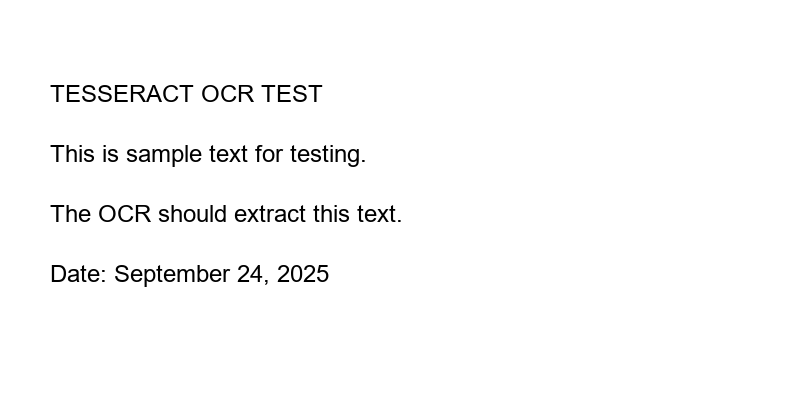 TESSERACT OCR TEST
This is sample text for testing.
The OCR should extract this text.
Date: September 24, 2025